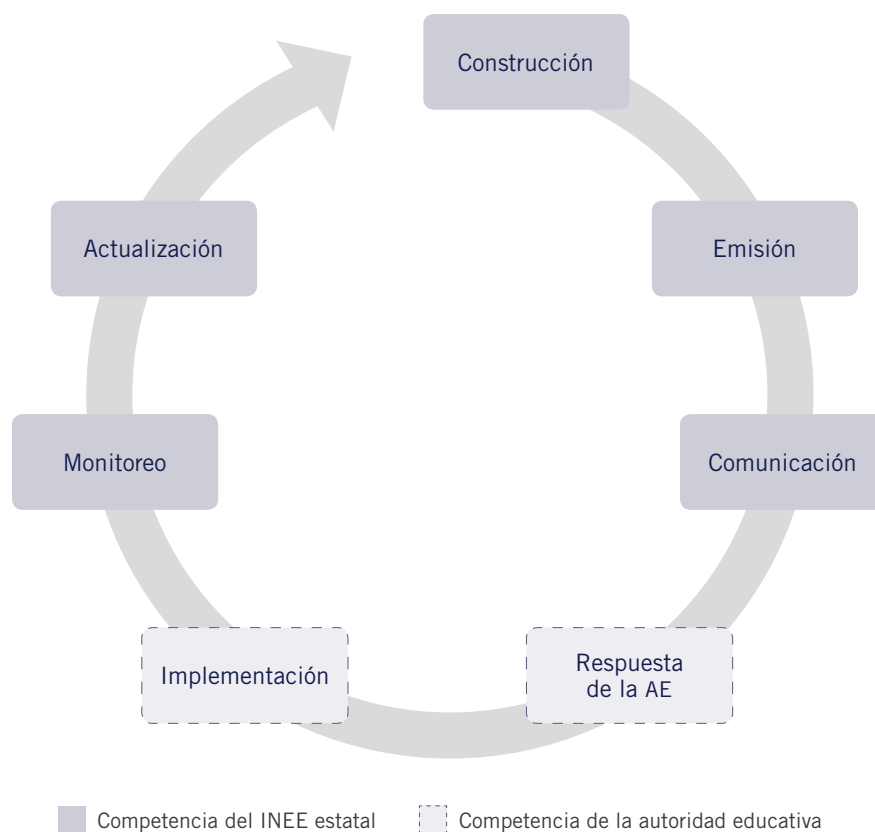 Construcción
Emisión
Comunicación
Respuesta
de la AE
Implementación
Monitoreo
Actualización
Competencia del INEE estatal
Competencia de la autoridad educativa